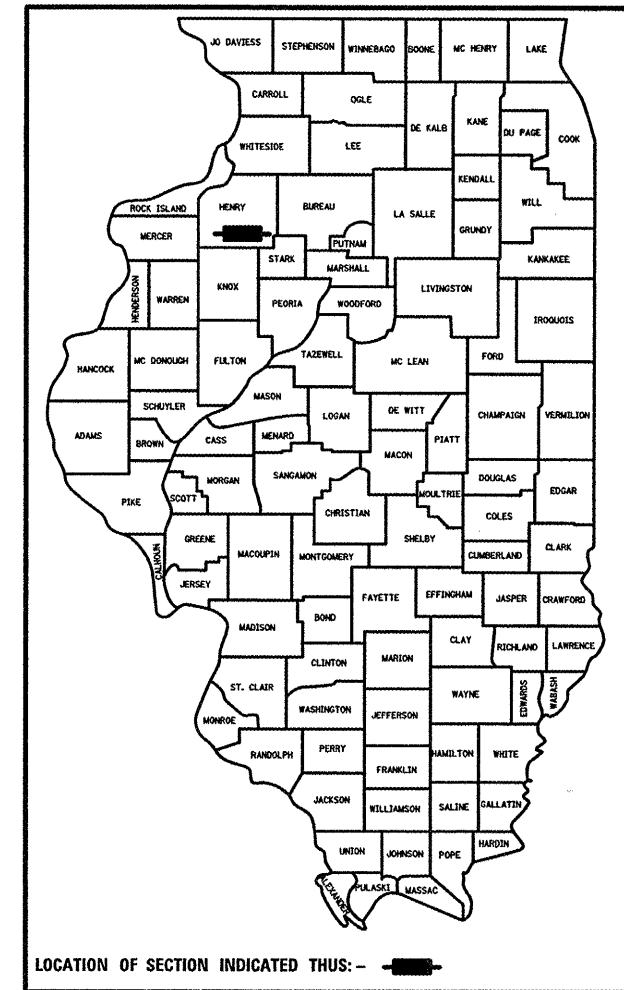 JO DAVIESS STEPHENSON WINNEBAGO BOONE MC HENRY LAKE
CARROLL OGLE DE KALB KANE DU PAGE COOK
WHITESIDE LEE
KENDALL
ROCK ISLAND HENRY BUREAU LA SALLE WILL
MERCER PUTNAM GRUNDY
STARK MARSHALL KANKAKEE
HENDERSON WARREN KNOX PEORIA WOODFORD LIVINGSTON
IROQUOIS
HANCOCK MC DONOUGH FULTON TAZEWELL MC LEAN FORD
MASON
SCHUYLER LOGAN DE WITT CHAMPAIGN VERMILION
ADAMS BROWN CASS MENARD MACON PIATT
PIKE SCOTT MORGAN SANGAMON MOULTRIE DOUGLAS EDGAR
CHRISTIAN COLES
CALHOUN GREENE MACOUPIN MONTGOMERY SHELBY CUMBERLAND CLARK
JERSEY FAYETTE EFFINGHAM JASPER CRAWFORD
MADISON BOND
CLAY RICHLAND LAWRENCE
CLINTON MARION
ST. CLAIR WAYNE EDWARDS WABASH
MONROE WASHINGTON JEFFERSON
RANDOLPH PERRY HAMILTON WHITE
FRANKLIN
JACKSON WILLIAMSON SALINE GALLATIN
UNION JOHNSON POPE HARDIN
ALEXANDER PULASKI MASSAC
LOCATION OF SECTION INDICATED THUS: -